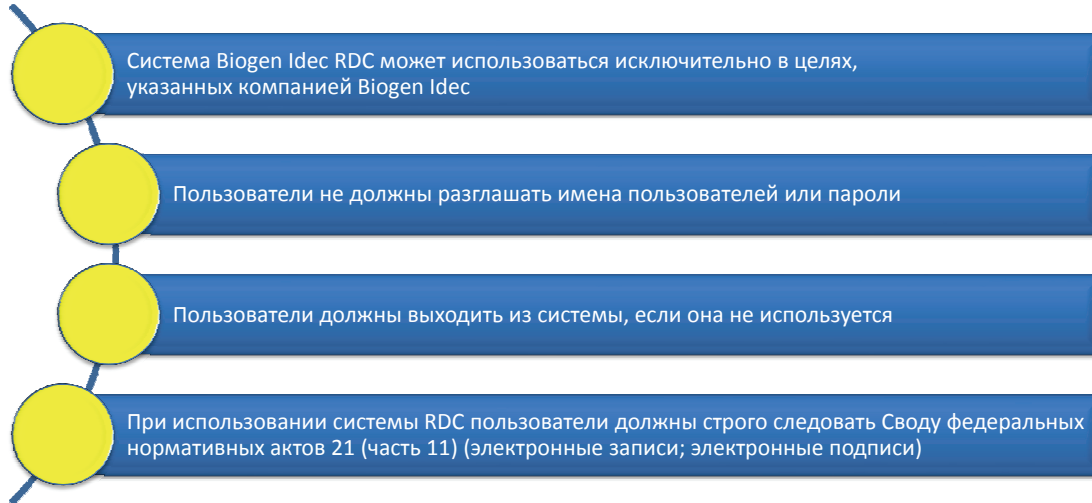 Система Biogen Idec RDC может использоваться исключительно в целях,
указанных компанией Biogen Idec
Пользователи не должны разглашать имена пользователей или пароли
Пользователи должны выходить из системы, если она не используется
При использовании системы RDC пользователи должны строго следовать Своду федеральных
нормативных актов 21 (часть 11) (электронные записи; электронные подписи)